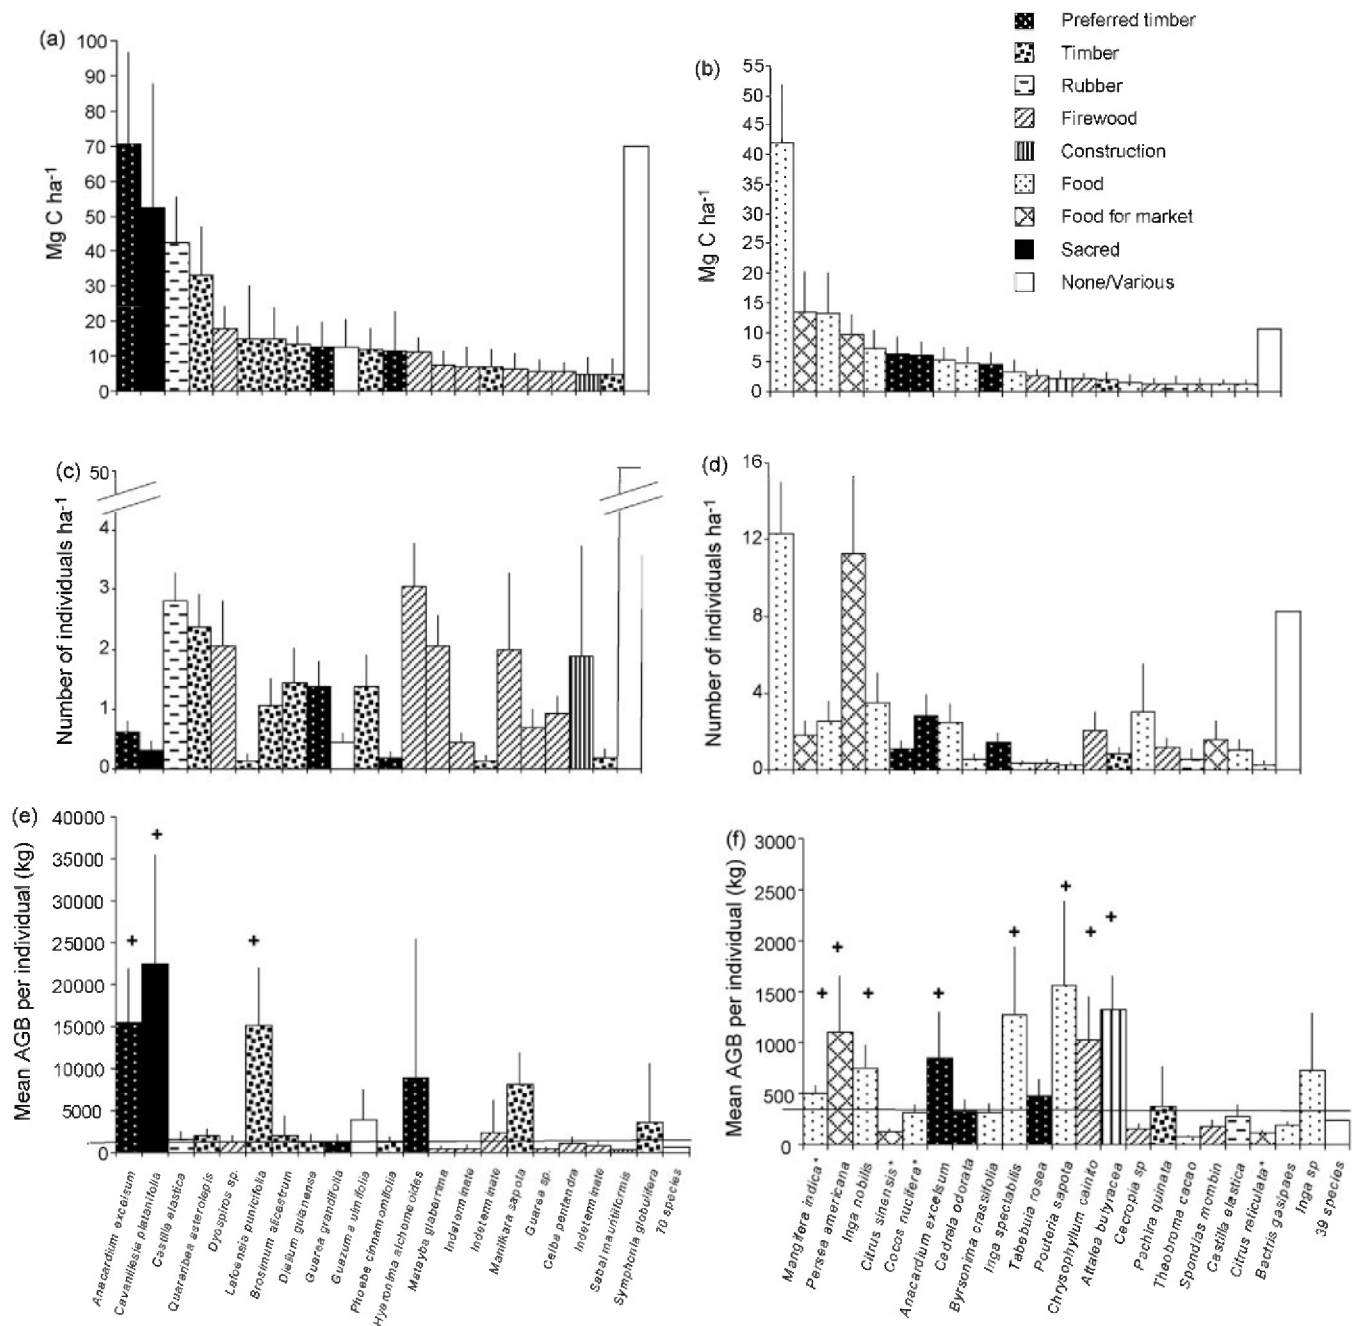 (a)
Mg C ha-1
100
90
80
70
60
50
40
30
20
10
0
(b)
Mg C ha-1
55
50
45
40
35
30
25
20
15
10
5
0
Preferred timber
Timber
Rubber
Firewood
Construction
Food
Food for market
Sacred
None/Various
(c)
Number of individuals ha-1
50
4
3
2
1
0
(d)
Number of individuals ha-1
16
12
8
4
0
(e)
Mean AGB per individual (kg)
40000
35000
30000
25000
20000
15000
10000
5000
0
+
+
+
Anacardium excelsum
Cavanillesia platanifolia
Castilla elastica
Quararibea asterolepis
Dyospiros sp.
Lafoensia punicifolia
Brosimum alicastrum
Dialium guianense
Guarea grandifolia
Guazuma ulmifolia
Phoebe cinnamomifolia
Hyeronima alchorneoides
Matayba glaberrima
Indeterminate
Indeterminate
Manilkara sapota
Guarea sp.
Ceiba pentandra
Indeterminate
Sabal mauritiiformis
Symphonia globulifera
70 species
(f)
Mean AGB per individual (kg)
3000
2500
2000
1500
1000
500
0
+
+
+
+
+
+
+
+
Mangifera indica*
Persea americana
Inga nobilis
Citrus sinensis*
Cocos nucifera*
Anacardium excelsum
Cedrela odorata
Byrsonima crassifolia
Inga spectabilis
Tabebuia rosea
Pouteria sapota
Chrysophyllum cainito
Attalea butyracea
Cecropia sp
Pachira quinata
Theobroma cacao
Spondias mombin
Castilla elastica
Citrus reticulata*
Bactris gasipaes
Inga sp
39 species